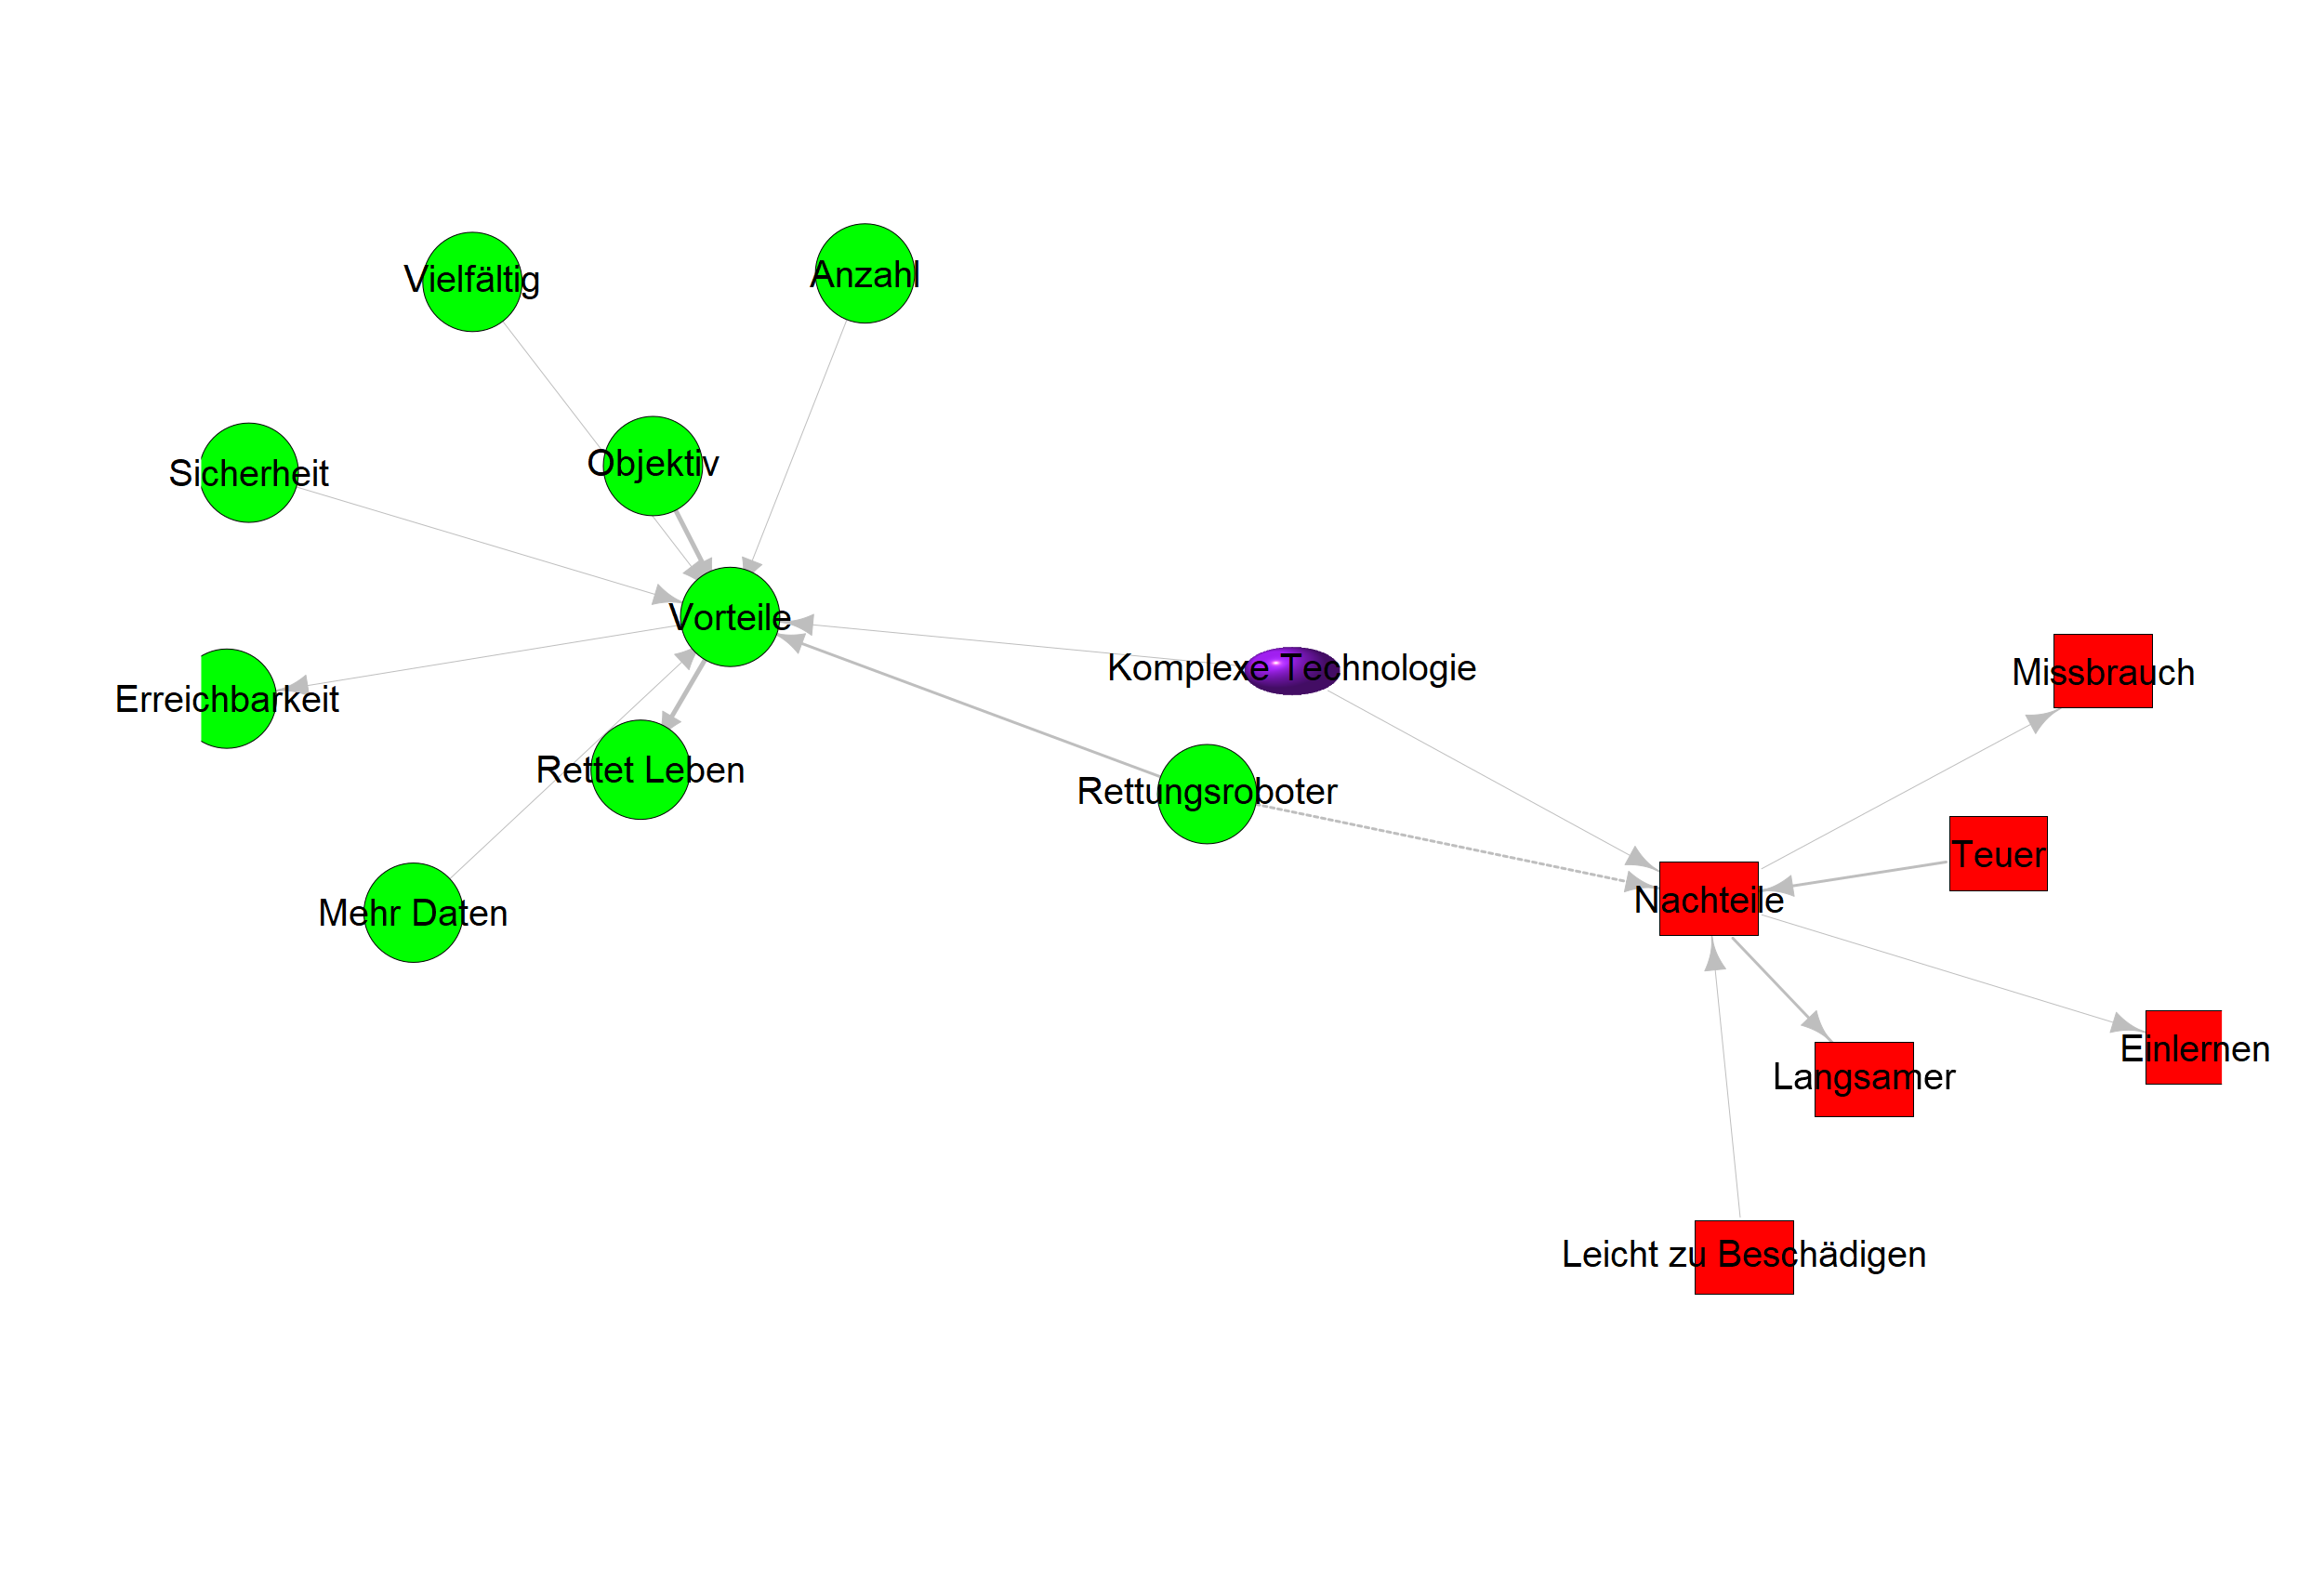 Vielfältig
Anzahl
Sicherheit
Objektiv
Vorteile
Erreichbarkeit
Rettet Leben
Mehr Daten
Komplexe Technologie
Rettungsroboter
Missbrauch
Teuer
Nachteile
Einlernen
Langsamer
Leicht zu Beschädigen